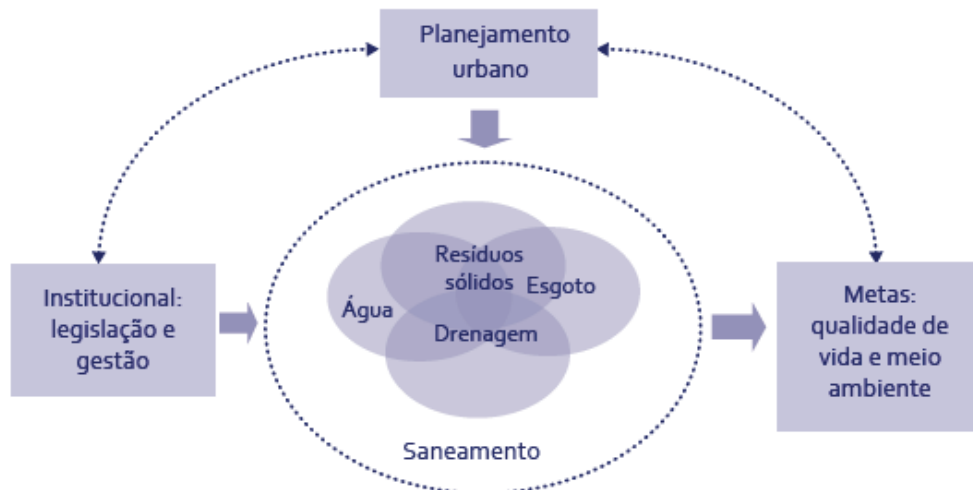 Planejamento
urbano
Institucional:
legislação e
gestão
Água
Resíduos
sólidos
Esgoto
Drenagem
Saneamento
Metas:
qualidade de
vida e meio
ambiente